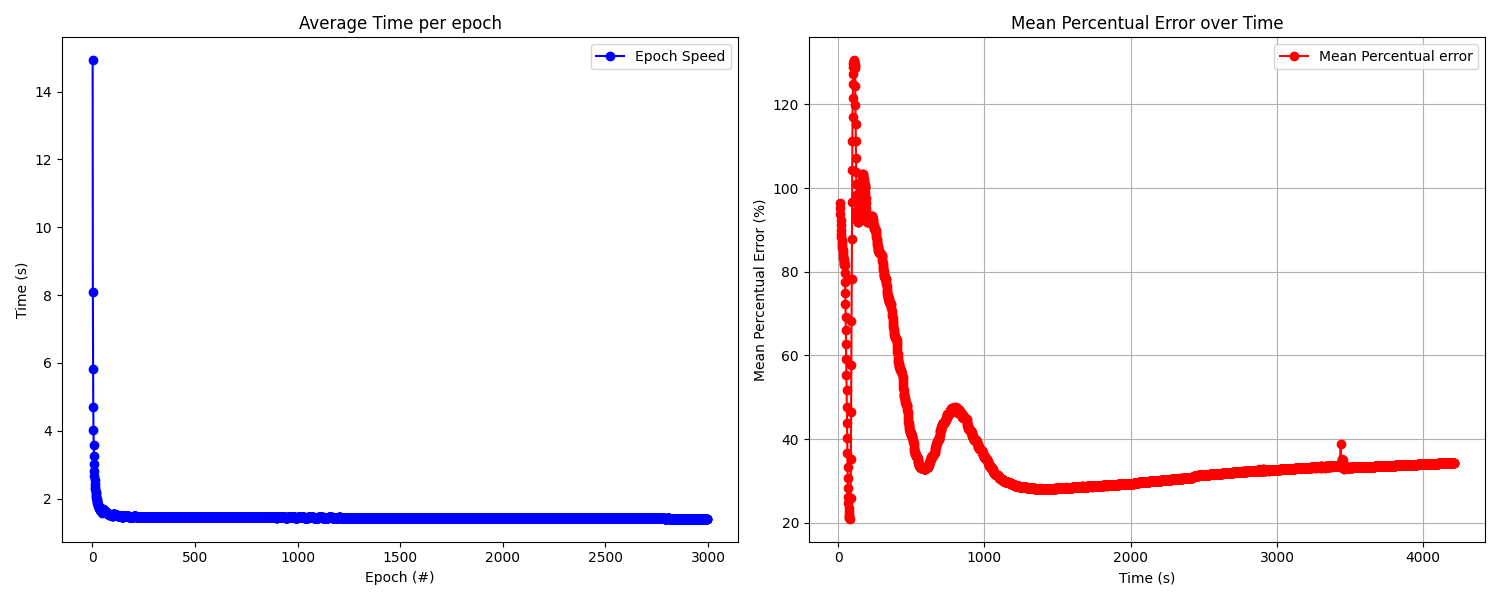 Average Time per epoch
Epoch Speed
14
12
10
8
6
4
2
Time (s)
0 500 1000 1500 2000 2500 3000
Epoch (#)
Mean Percentual Error over Time
Mean Percentual error
120
100
80
60
40
20
Mean Percentual Error (%)
0 1000 2000 3000 4000
Time (s)